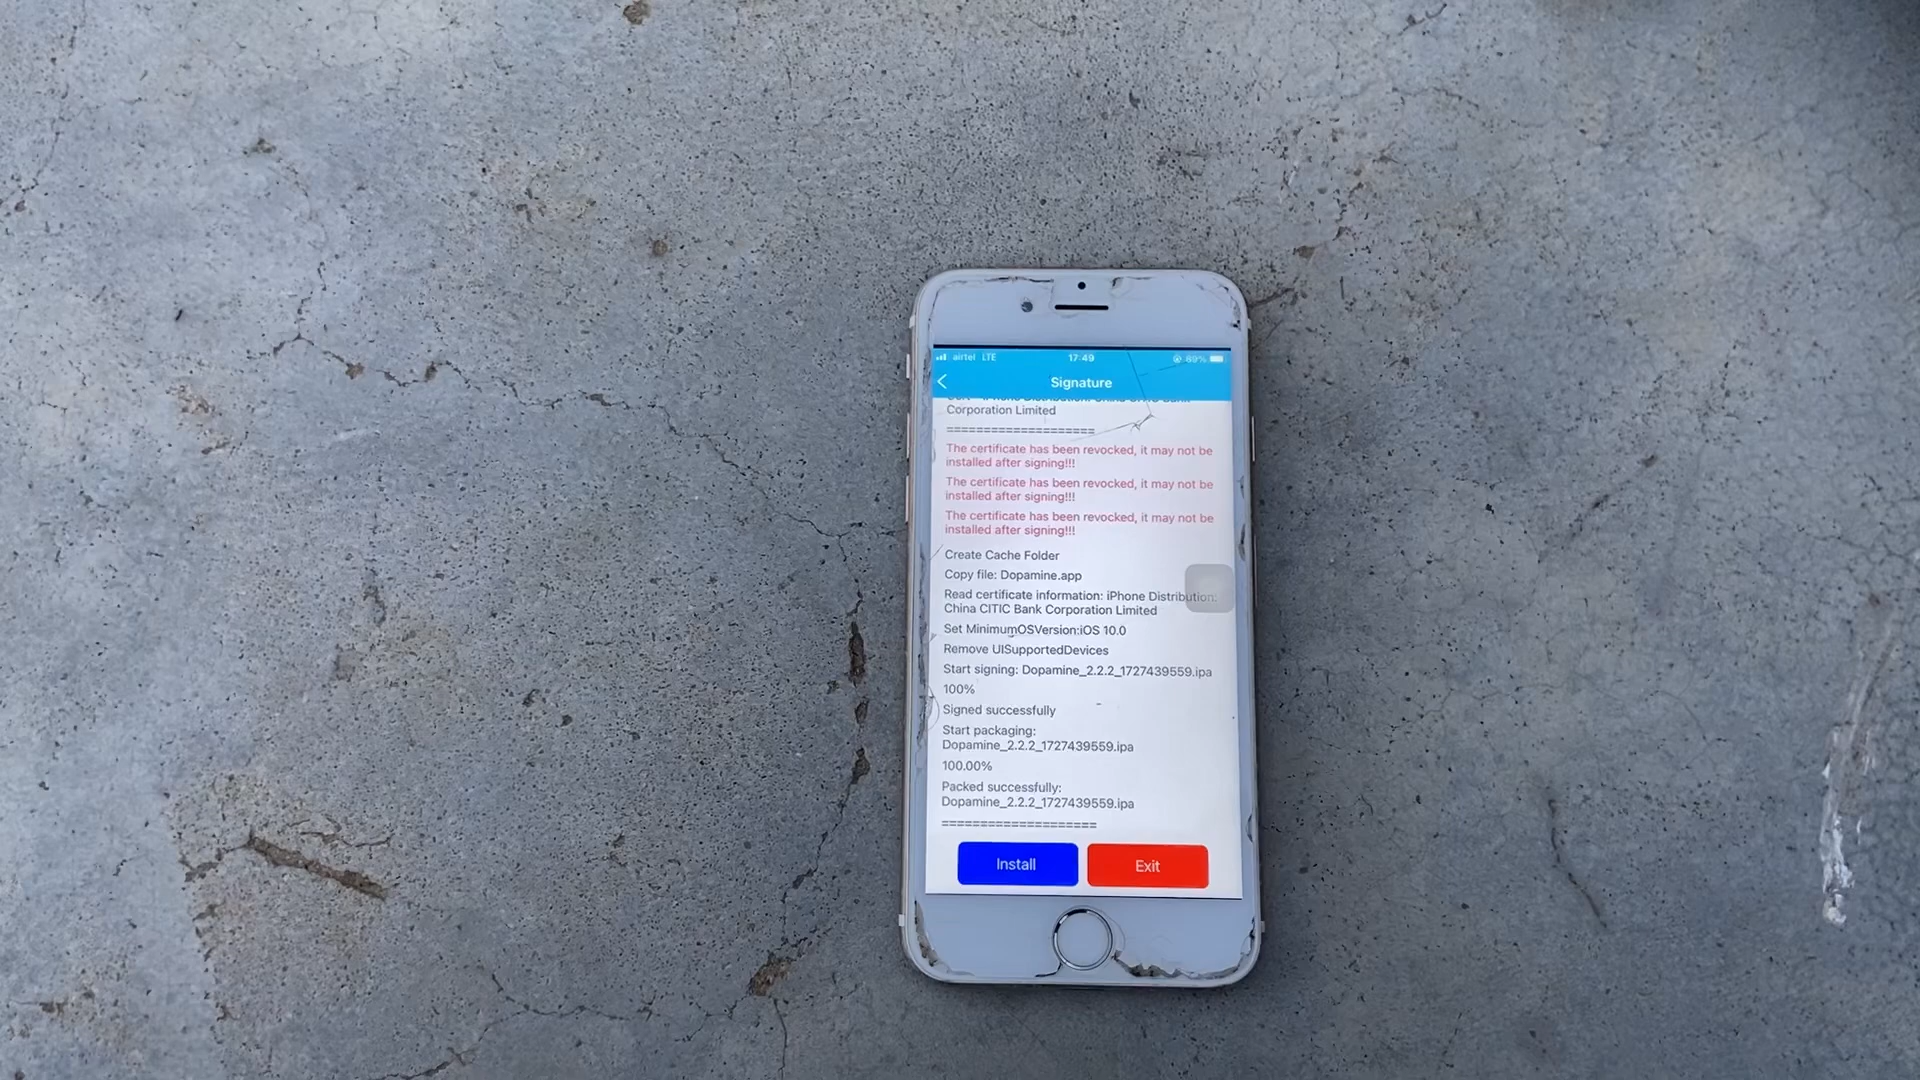 airtel LTE 17:49 89%
Signature
Corporation Limited
====================
The certificate has been revocked, it may not be
installed after signing!!!
The certificate has been revocked, it may not be
installed after signing!!!
The certificate has been revocked, it may not be
installed after signing!!!
Create Cache Folder
Copy file: Dopamine.app
Read certificate information: iPhone Distribution:
China CITIC Bank Corporation Limited
Set MinimumOSVersion:iOS 10.0
Remove UISupportedDevices
Start signing: Dopamine_2.2.2_1727439559.ipa
100%
Signed successfully
Start packaging:
Dopamine_2.2.2_1727439559.ipa
100.00%
Packed successfully:
Dopamine_2.2.2_1727439559.ipa
====================
Install
Exit